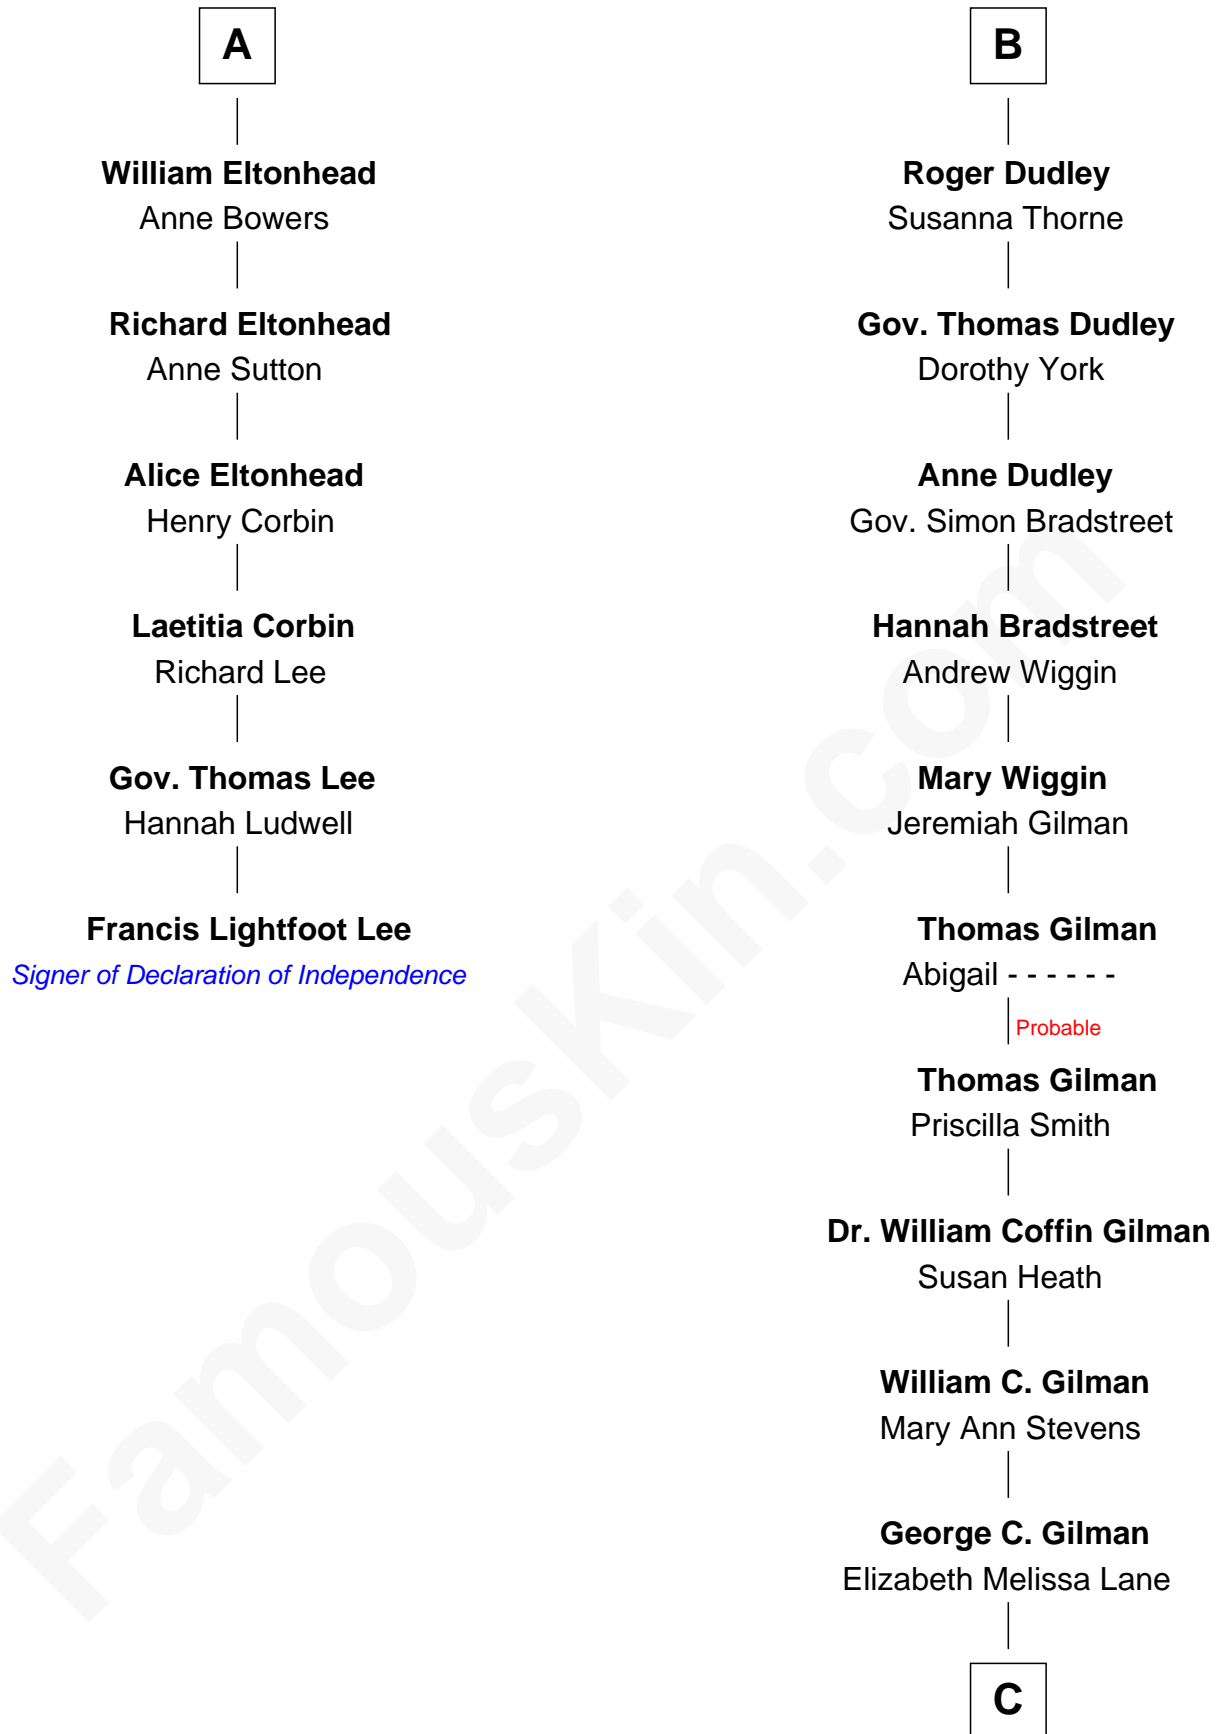 A
William Eltonhead
Anne Bowers
Richard Eltonhead
Anne Sutton
Alice Eltonhead
Henry Corbin
Laetitia Corbin
Richard Lee
Gov. Thomas Lee
Hannah Ludwell
Francis Lightfoot Lee
Signer of Declaration of Independence
B
Roger Dudley
Susanna Thorne
Gov. Thomas Dudley
Dorothy York
Anne Dudley
Gov. Simon Bradstreet
Hannah Bradstreet
Andrew Wiggin
Mary Wiggin
Jeremiah Gilman
Thomas Gilman
Abigail - - - - - -
Probable
Thomas Gilman
Priscilla Smith
Dr. William Coffin Gilman
Susan Heath
William C. Gilman
Mary Ann Stevens
George C. Gilman
Elizabeth Melissa Lane
C
FamousKin.com